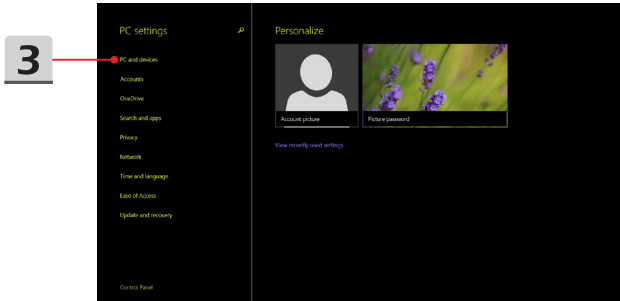 3
PC settings
PC and devices
Accounts
OneDrive
Search and apps
Privacy
Network
Time and language
Ease of Access
Update and recovery
Control Panel
Personalize
Account picture
Picture password
View recently used settings